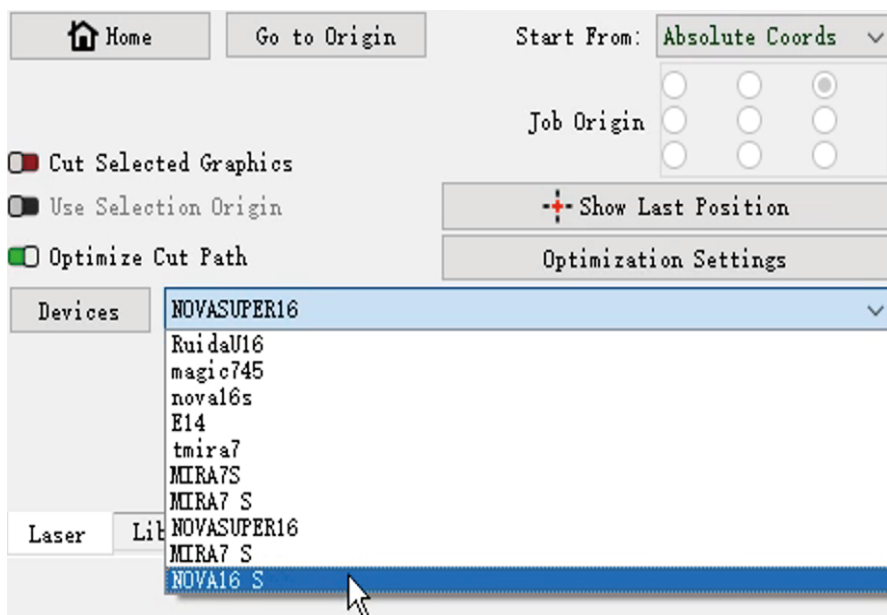 Home Go to Origin Start From: Absolute Coords
Job Origin
Cut Selected Graphics
Use Selection Origin Show Last Position
Optimize Cut Path Optimization Settings
Devices NOVASUPER16
RuidaU16
magic745
nova16s
E14
tmira7
MIRA7S
MIRA7 S
NOVASUPER16
MIRA7 S
NOVA16 S
Laser Lib